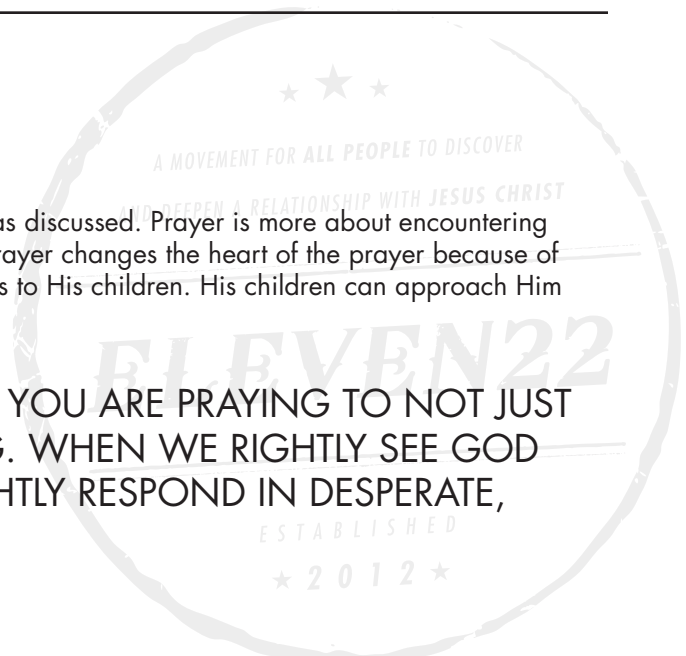 A MOVEMENT FOR ALL PEOPLE TO DISCOVER
AND DEEPEN A RELATIONSHIP WITH JESUS CHRIST
as discussed. Prayer is more about encountering
rayer changes the heart of the prayer because of
s to His children. His children can approach Him
ELEVEN22
YOU ARE PRAYING TO NOT JUST
G. WHEN WE RIGHTLY SEE GOD
HTLY RESPOND IN DESPERATE,
ESTABLISHED
2012